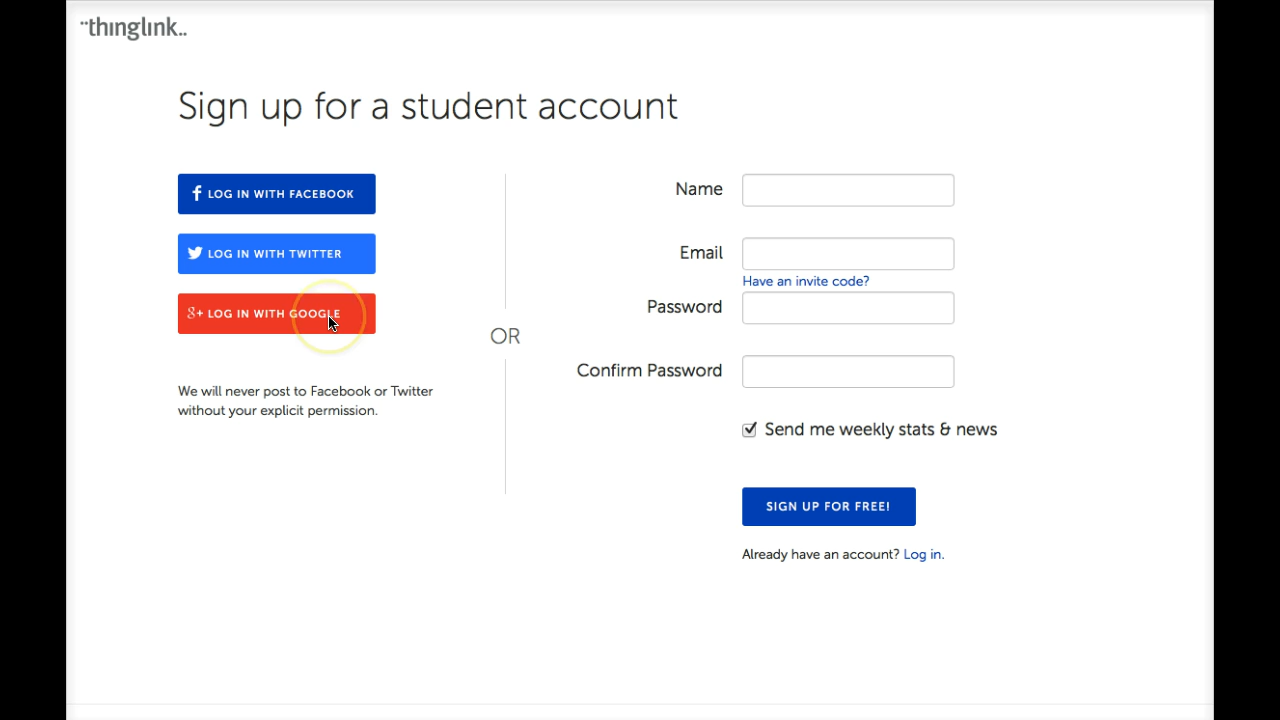 ¨thinglink..
Sign up for a student account
LOG IN WITH FACEBOOK
LOG IN WITH TWITTER
g+ LOG IN WITH GOOGLE
We will never post to Facebook or Twitter
without your explicit permission.
OR
Name
Email
Have an invite code?
Password
Confirm Password
Send me weekly stats & news
SIGN UP FOR FREE!
Already have an account? Log in.